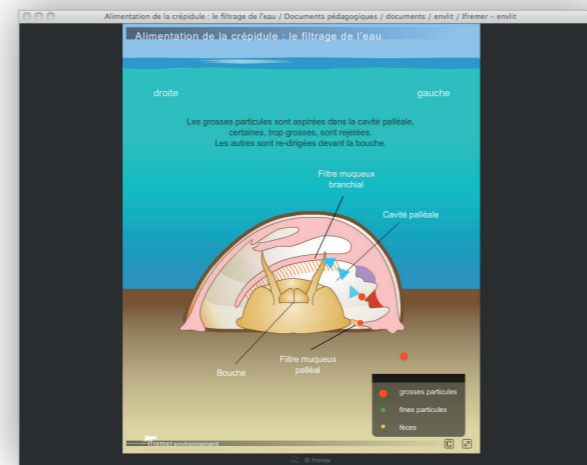 Alimentation de la crépidule : le filtrage de l'eau / Documents pédagogiques / documents / envlit / Ifremer – envlit
Alimentation de la crépidule : le filtrage de l'eau
droite
gauche
Les grosses particules sont aspirées dans la cavité palléale,
certaines, trop grosses, sont rejetées.
Les autres sont re-dirigées devant la bouche.
Filtre muqueux
branchial
Cavité palléale
Bouche
Filtre muqueux
palléal
grosses particules
fines particules
fèces
ifremer environnement
C
© Ifremer